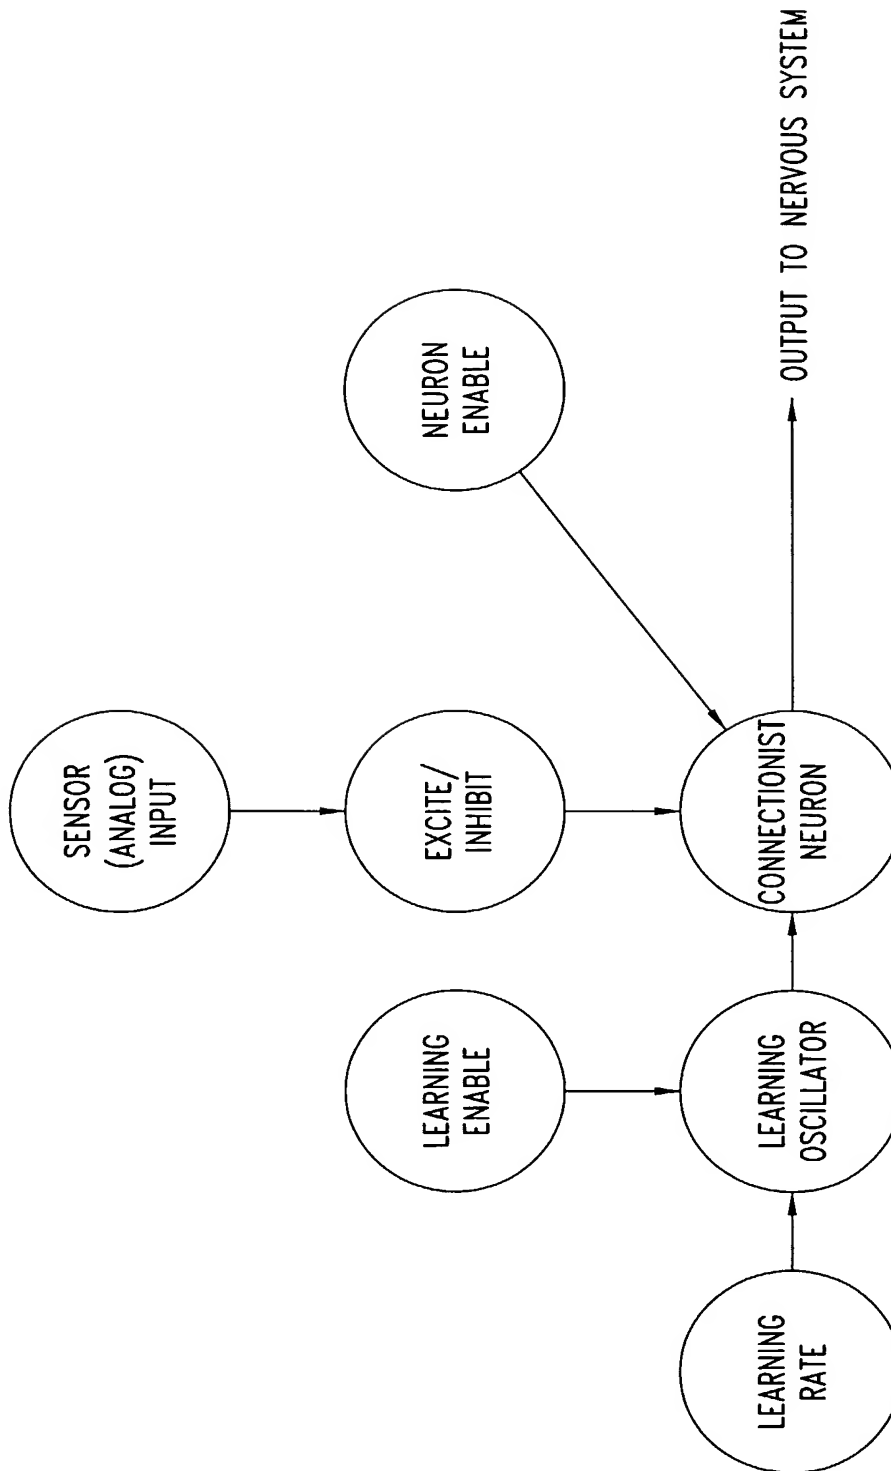 SENSOR
(ANALOG)
INPUT
LEARNING
ENABLE
EXCITE/
INHIBIT
NEURON
ENABLE
LEARNING
RATE
LEARNING
OSCILLATOR
CONNECTIONIST
NEURON
OUTPUT TO NERVOUS SYSTEM